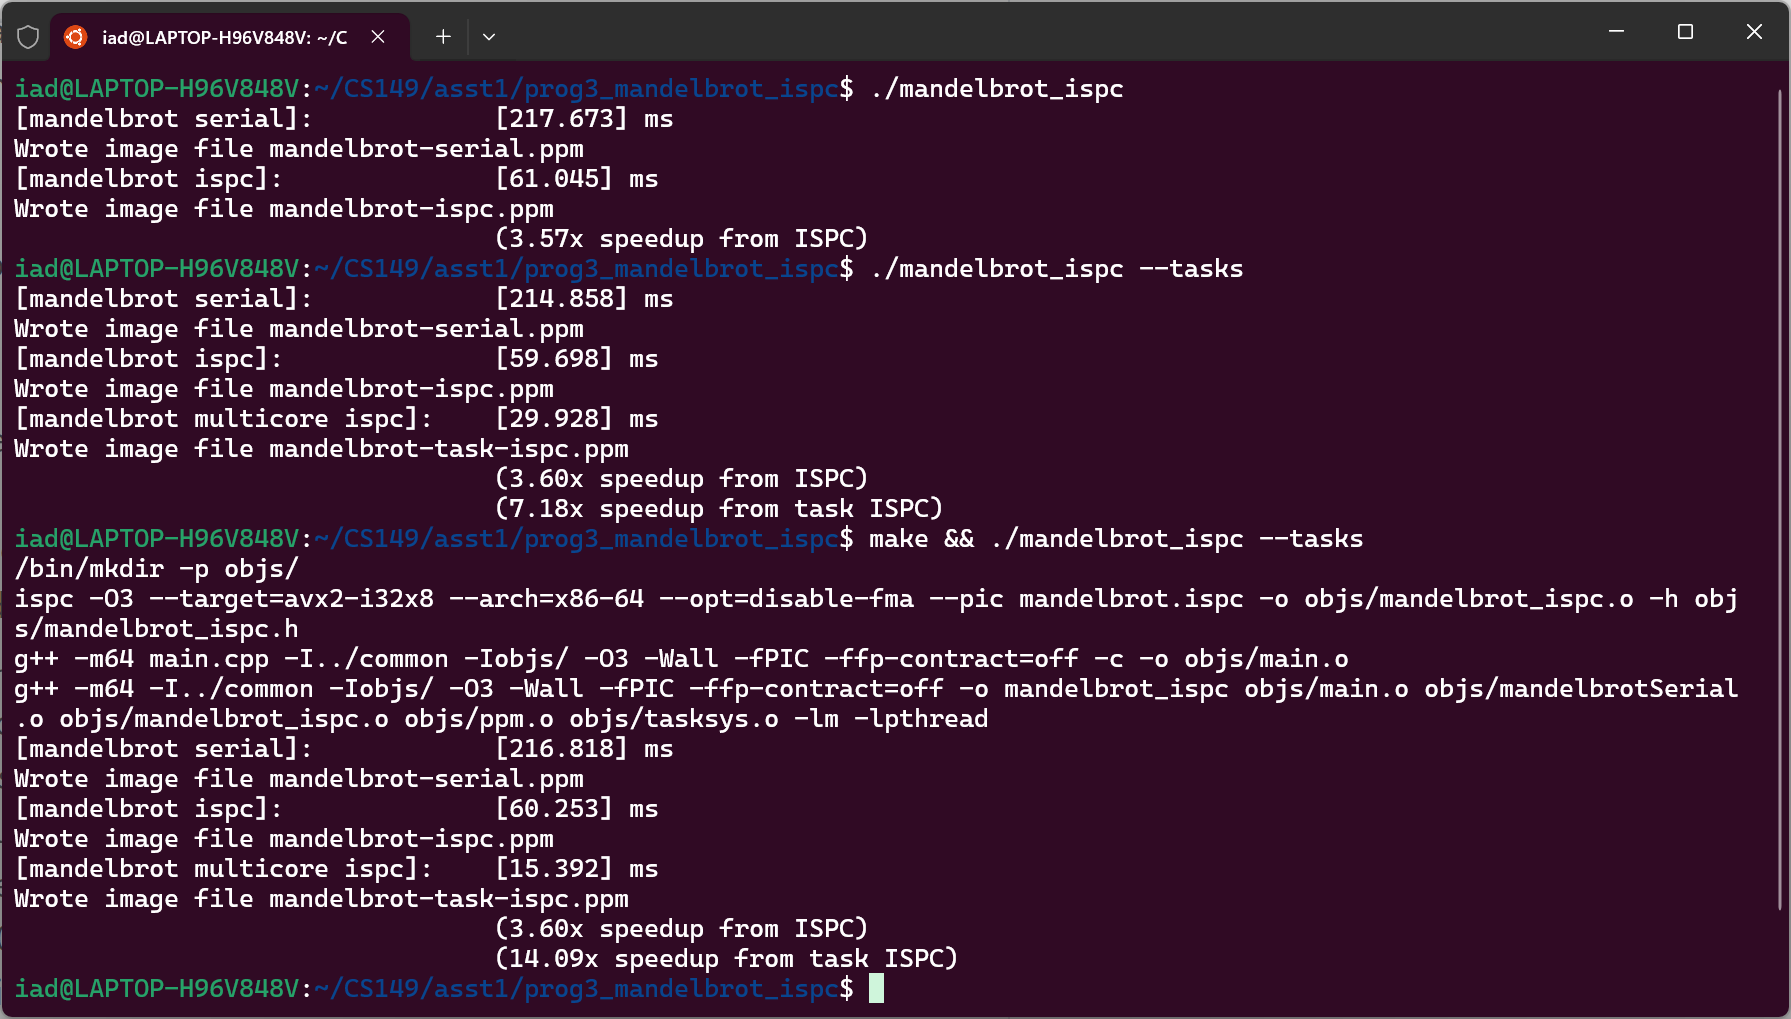 iad@LAPTOP-H96V848V: ~/C
iad@LAPTOP-H96V848V:~/CS149/asst1/prog3_mandelbrot_ispc$ ./mandelbrot_ispc
[mandelbrot serial]:            [217.673] ms
Wrote image file mandelbrot-serial.ppm
[mandelbrot ispc]:              [61.045] ms
Wrote image file mandelbrot-ispc.ppm
                                (3.57x speedup from ISPC)
iad@LAPTOP-H96V848V:~/CS149/asst1/prog3_mandelbrot_ispc$ ./mandelbrot_ispc --tasks
[mandelbrot serial]:            [214.858] ms
Wrote image file mandelbrot-serial.ppm
[mandelbrot ispc]:              [59.698] ms
Wrote image file mandelbrot-ispc.ppm
[mandelbrot multicore ispc]:    [29.928] ms
Wrote image file mandelbrot-task-ispc.ppm
                                (3.60x speedup from ISPC)
                                (7.18x speedup from task ISPC)
iad@LAPTOP-H96V848V:~/CS149/asst1/prog3_mandelbrot_ispc$ make && ./mandelbrot_ispc --tasks
/bin/mkdir -p objs/
ispc -O3 --target=avx2-i32x8 --arch=x86-64 --opt=disable-fma --pic mandelbrot.ispc -o objs/mandelbrot_ispc.o -h obj
s/mandelbrot_ispc.h
g++ -m64 main.cpp -I../common -Iobjs/ -O3 -Wall -fPIC -ffp-contract=off -c -o objs/main.o
g++ -m64 -I../common -Iobjs/ -O3 -Wall -fPIC -ffp-contract=off -o mandelbrot_ispc objs/main.o objs/mandelbrotSerial
.o objs/mandelbrot_ispc.o objs/ppm.o objs/tasksys.o -lm -lpthread
[mandelbrot serial]:            [216.818] ms
Wrote image file mandelbrot-serial.ppm
[mandelbrot ispc]:              [60.253] ms
Wrote image file mandelbrot-ispc.ppm
[mandelbrot multicore ispc]:    [15.392] ms
Wrote image file mandelbrot-task-ispc.ppm
                                (3.60x speedup from ISPC)
                                (14.09x speedup from task ISPC)
iad@LAPTOP-H96V848V:~/CS149/asst1/prog3_mandelbrot_ispc$